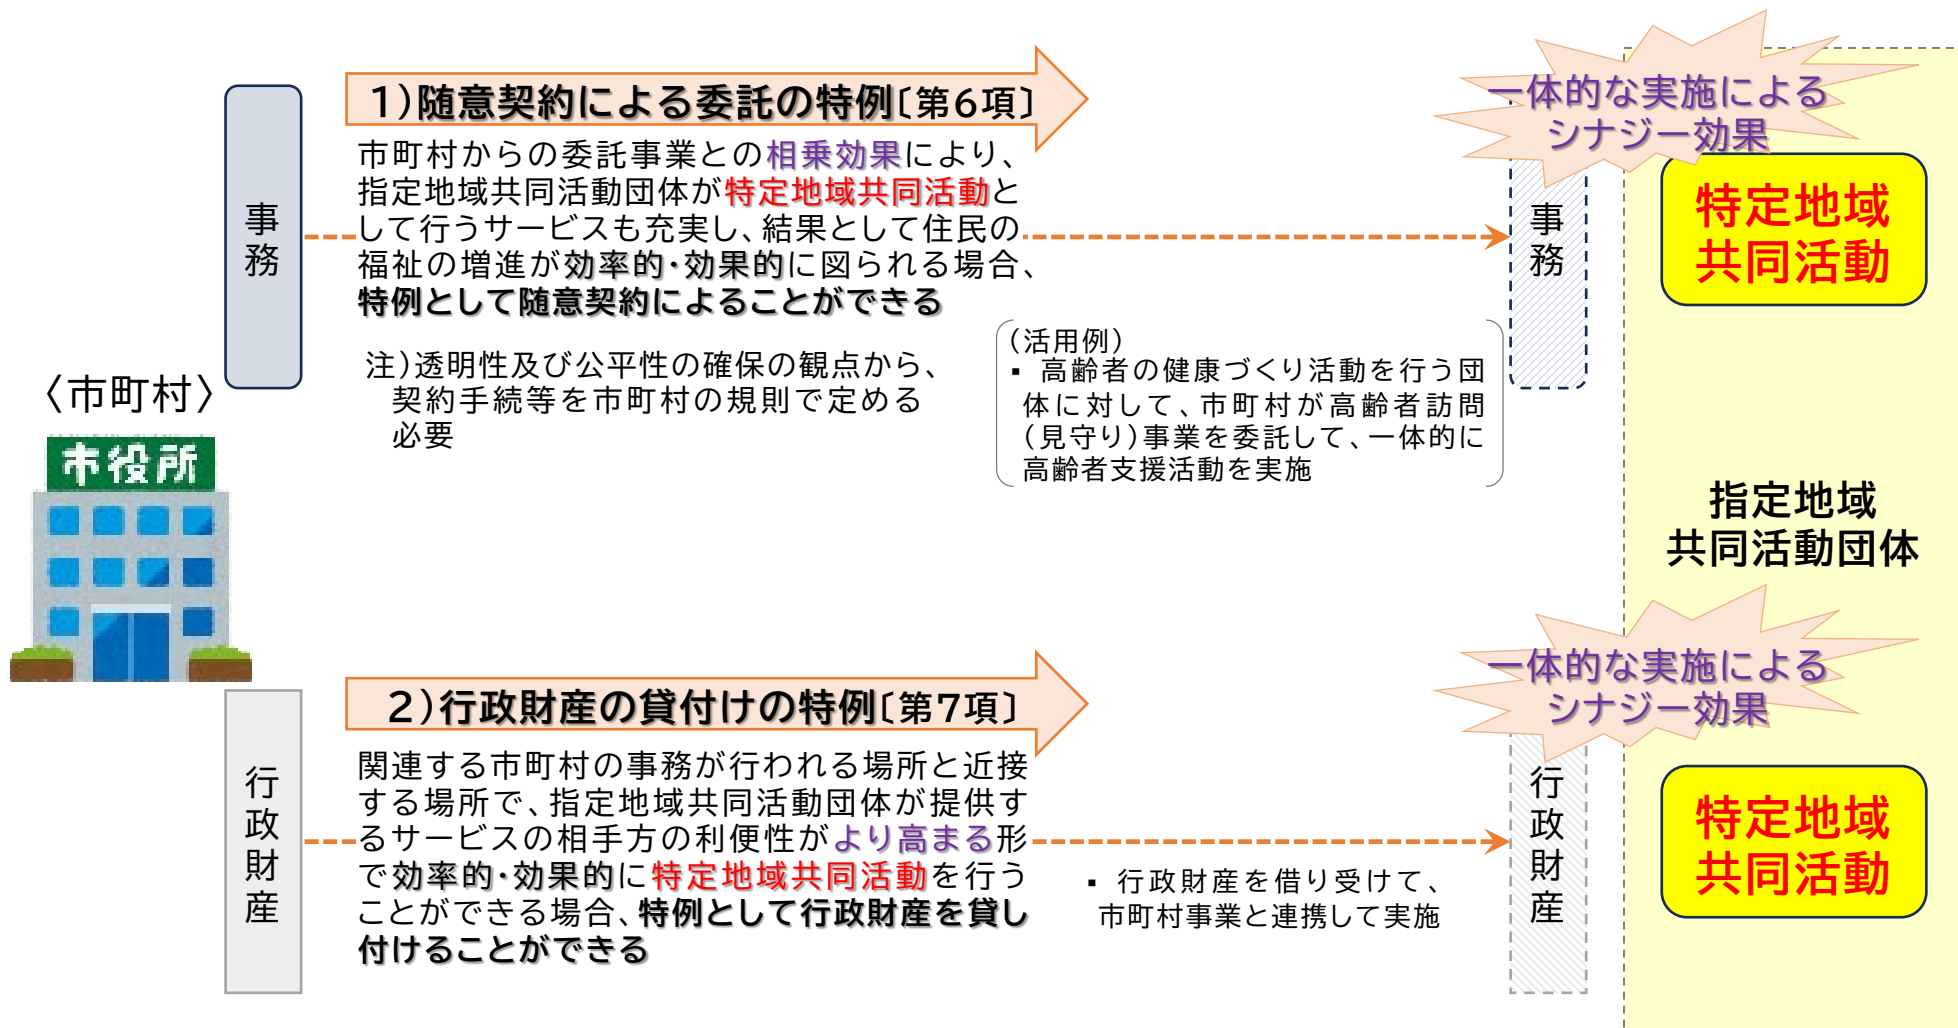 〈市町村〉
市役所
事務
1）随意契約による委託の特例〔第6項〕
市町村からの委託事業との相乗効果により、
指定地域共同活動団体が特定地域共同活動と
して行うサービスも充実し、結果として住民の
福祉の増進が効率的・効果的に図られる場合、
特例として随意契約によることができる
注）透明性及び公平性の確保の観点から、
契約手続等を市町村の規則で定める
必要
（活用例）
▪ 高齢者の健康づくり活動を行う団
体に対して、市町村が高齢者訪問
（見守り）事業を委託して、一体的に
高齢者支援活動を実施
事務
一体的な実施による
シナジー効果
特定地域
共同活動
指定地域
共同活動団体
行政財産
2）行政財産の貸付けの特例〔第7項〕
関連する市町村の事務が行われる場所と近接
する場所で、指定地域共同活動団体が提供す
るサービスの相手方の利便性がより高まる形
で効率的・効果的に特定地域共同活動を行う
ことができる場合、特例として行政財産を貸し
付けることができる
▪ 行政財産を借り受けて、
市町村事業と連携して実施
行政財産
一体的な実施による
シナジー効果
特定地域
共同活動